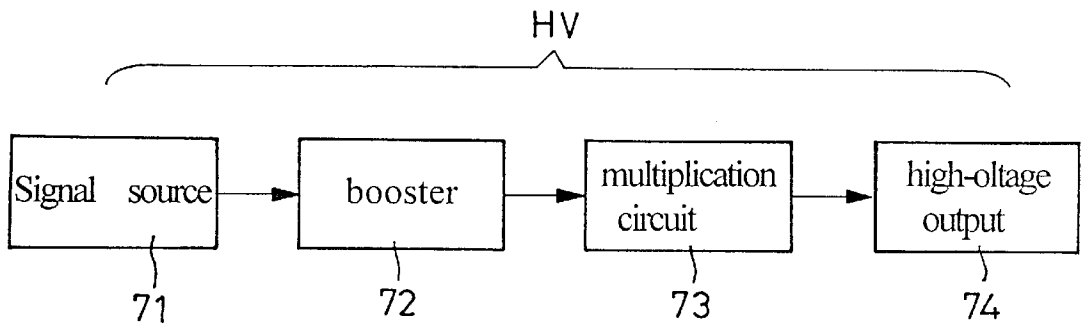 HV
Signal source
booster
multiplication
circuit
high-oltage
output
71
72
73
74